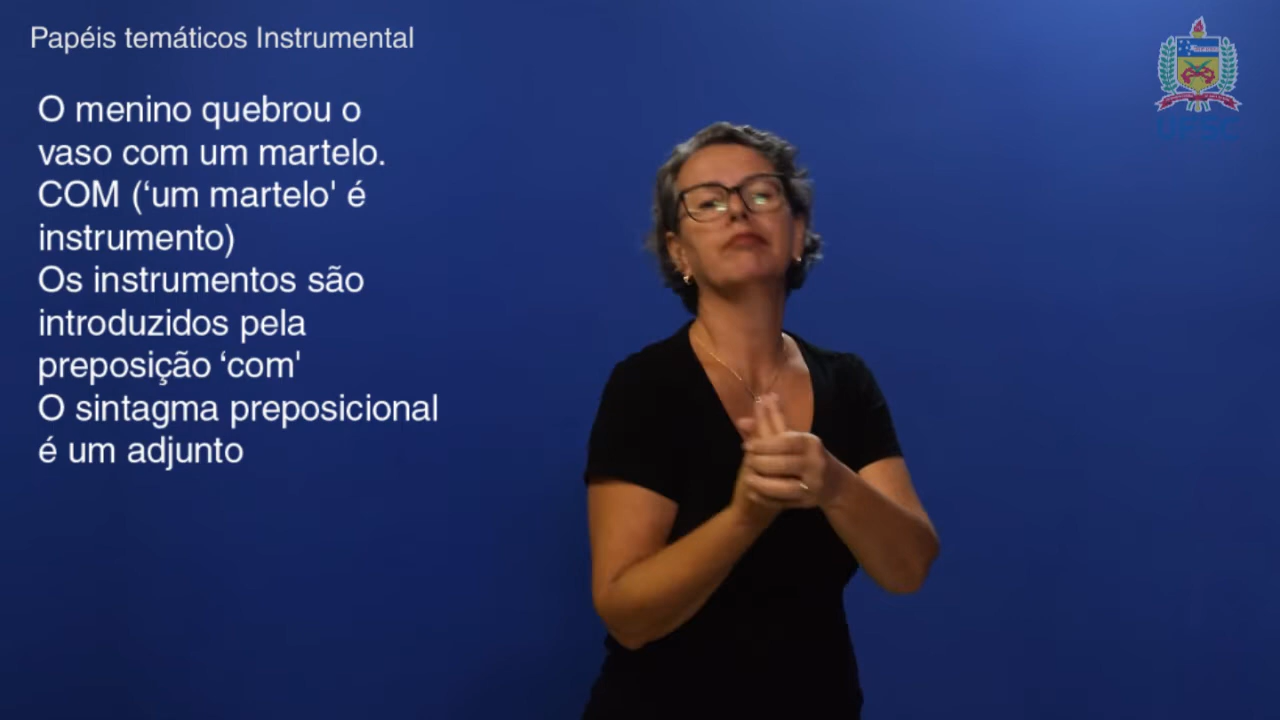 Papéis temáticos Instrumental
O menino quebrou o
vaso com um martelo.
COM (‘um martelo' é
instrumento)
Os instrumentos são
introduzidos pela
preposição ‘com'
O sintagma preposicional
é um adjunto
UFSC